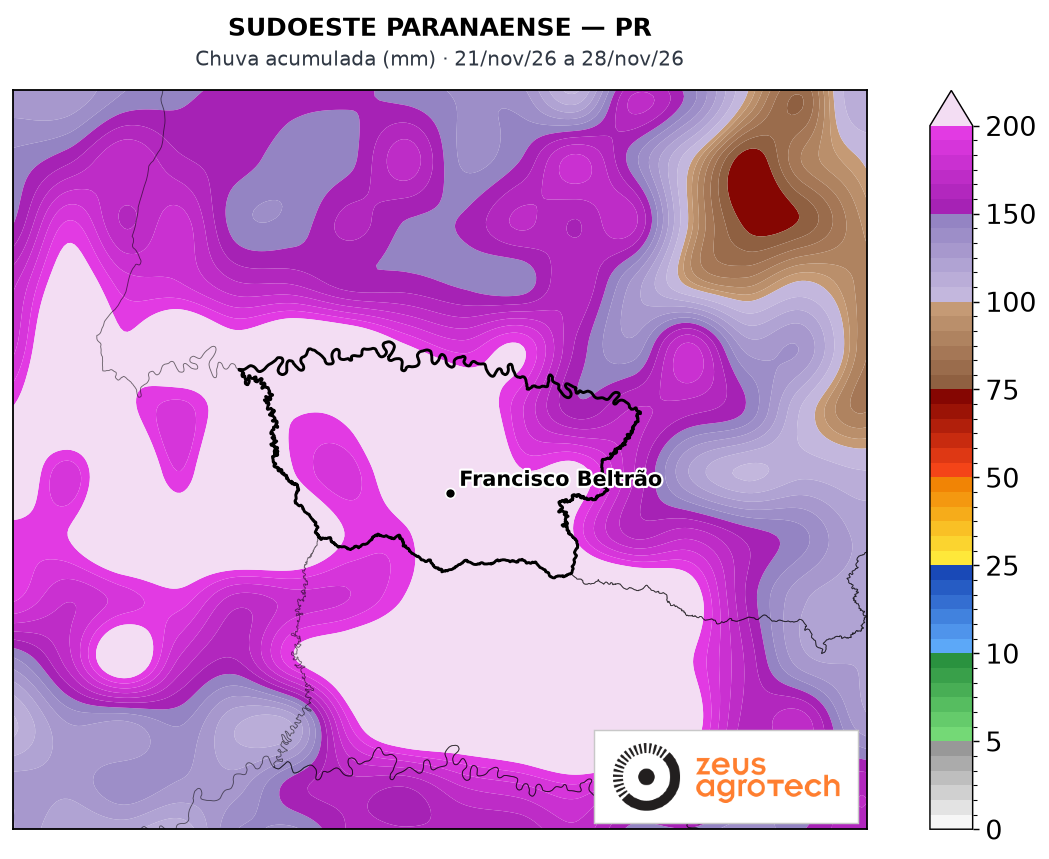 SUDOESTE PARANAENSE — PR
Chuva acumulada (mm) · 21/nov/26 a 28/nov/26
200
150
100
75
50
25
10
5
0
Francisco Beltrão
zeus
agrotech